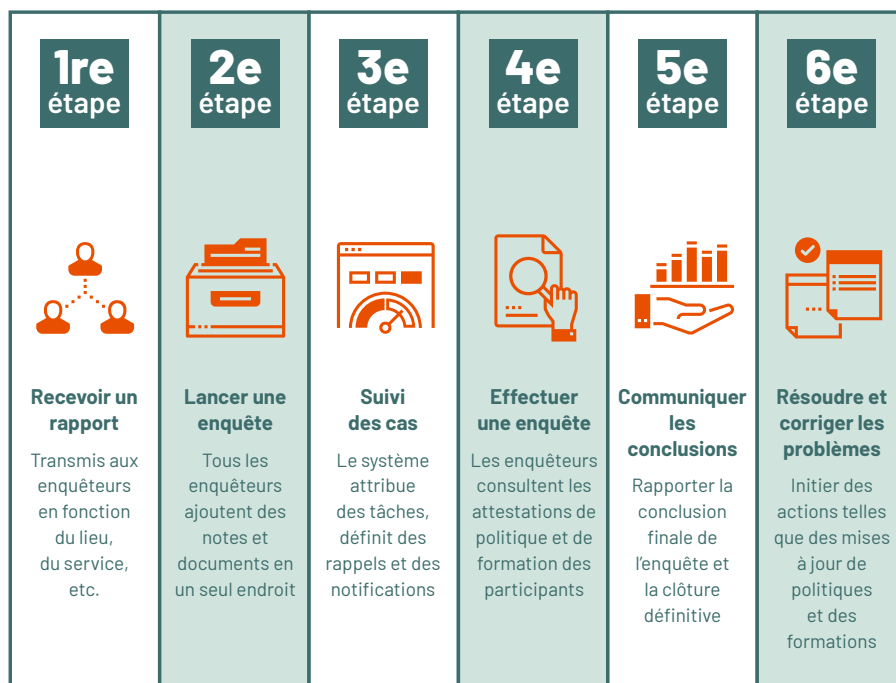 1re
étape
Recevoir un
rapport
Transmis aux
enquêteurs
en fonction
du lieu,
du service,
etc.
2e
étape
Lancer une
enquête
Tous les
enquêteurs
ajoutent des
notes et
documents en
un seul endroit
3e
étape
Suivi
des cas
Le système
attribue
des tâches,
définit des
rappels et des
notifications
4e
étape
Effectuer
une enquête
Les enquêteurs
consultent les
attestations de
politique et de
formation des
participants
5e
étape
Communiquer
les
conclusions
Rapporter la
conclusion
finale de
l’enquête et
la clôture
définitive
6e
étape
Résoudre et
corriger les
problèmes
Initier des
actions telles
que des mises
à jour de
politiques
et des
formations